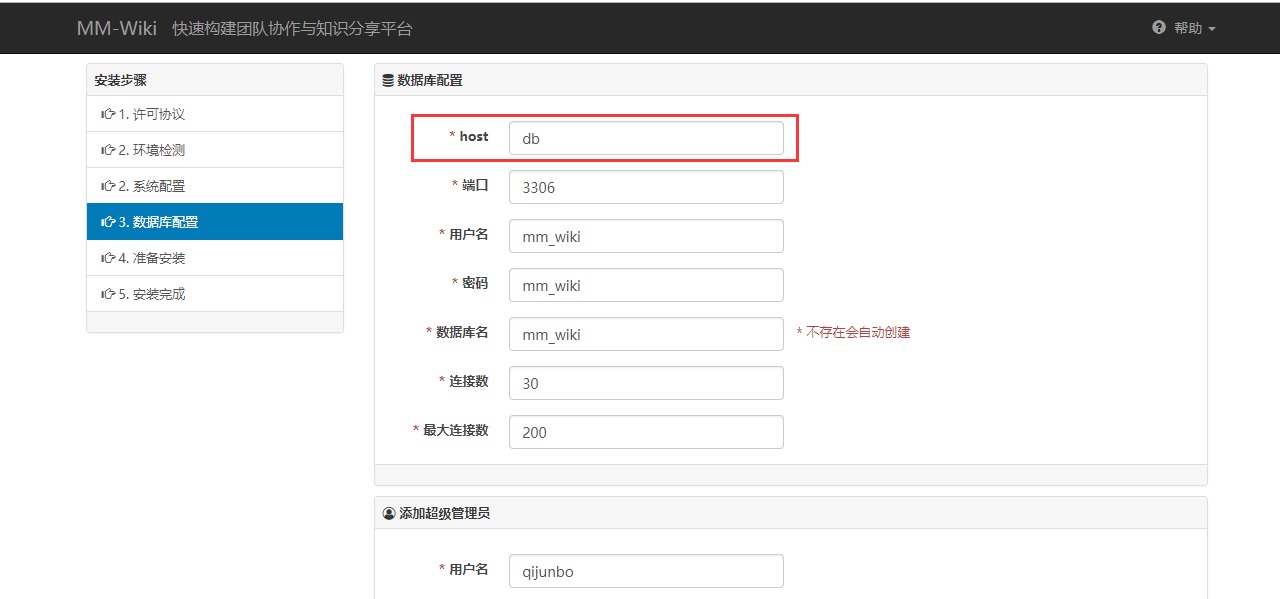 MM-Wiki 快速构建团队协作与知识分享平台 帮助
安装步骤
1. 许可协议
2. 环境检测
2. 系统配置
3. 数据库配置
4. 准备安装
5. 安装完成
数据库配置
* host db
* 端口 3306
* 用户名 mm_wiki
* 密码 mm_wiki
* 数据库名 mm_wiki * 不存在会自动创建
* 连接数 30
* 最大连接数 200
添加超级管理员
* 用户名 qijunbo